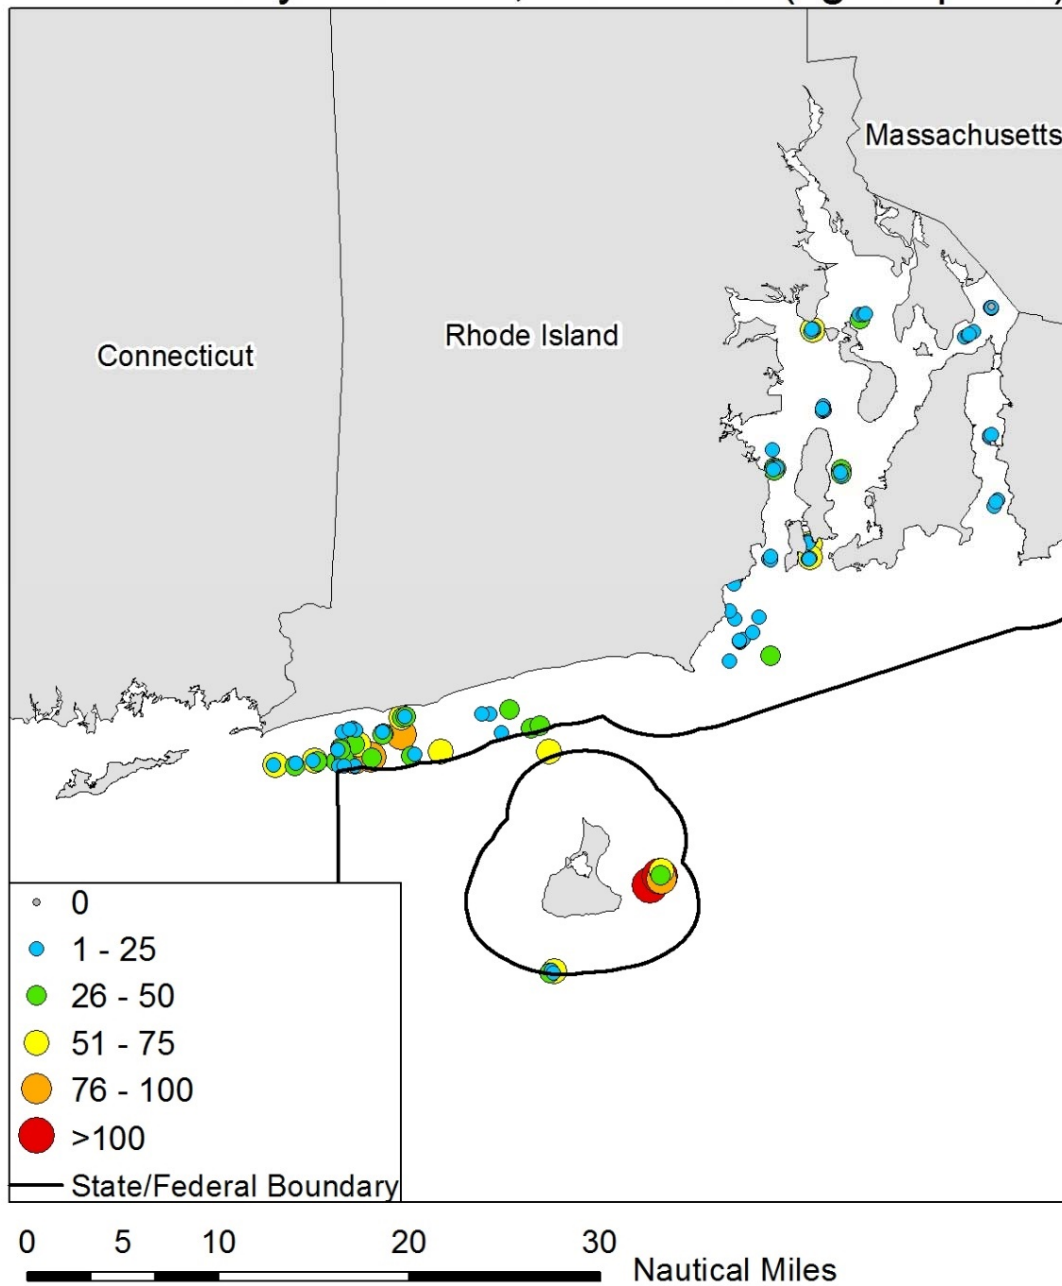 Massachusetts
Rhode Island
Connecticut
0
1 - 25
26 - 50
51 - 75
76 - 100
>100
State/Federal Boundary
0 5 10 20 30
Nautical Miles